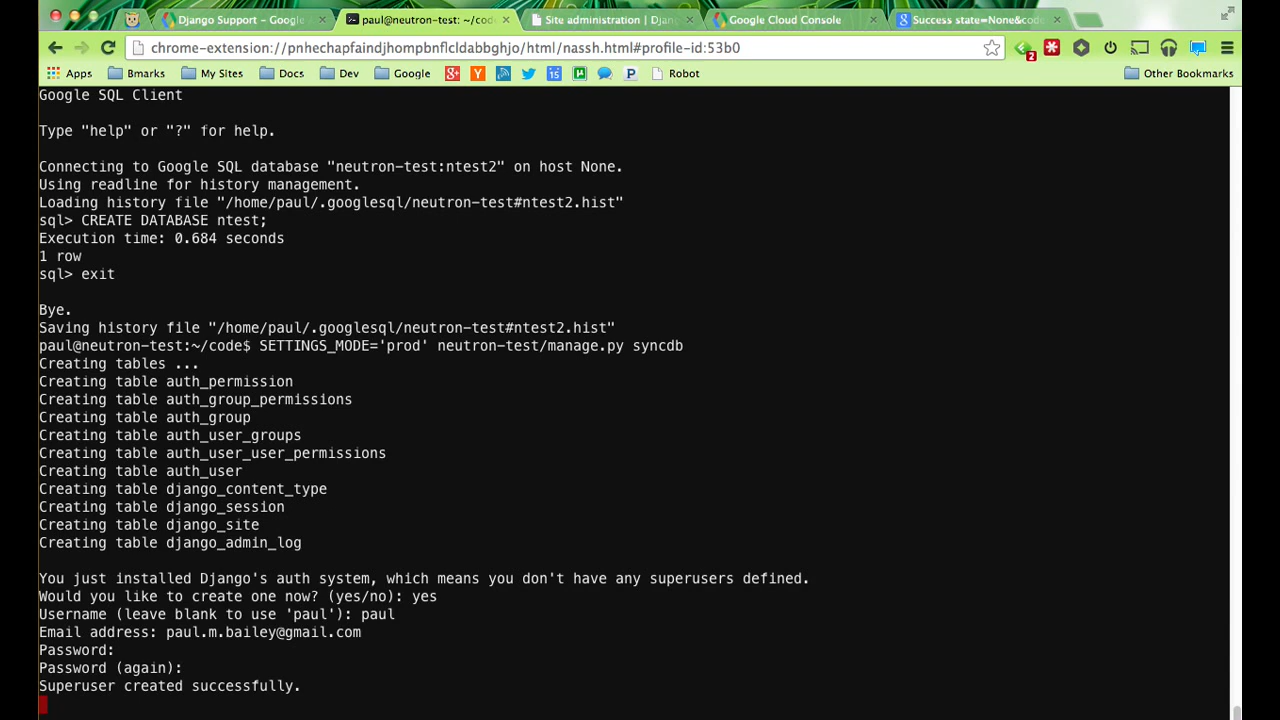 Django Support - Google
paul@neutron-test: ~/cod
Site administration | Djan
Google Cloud Console
Success state=None&code
chrome-extension://pnhechapfaindjhompbnflcldabbghjo/html/nassh.html#profile-id:53b0
2
Apps
Bmarks
My Sites
Docs
Dev
Google
Robot
Other Bookmarks
Google SQL Client
Type "help" or "?" for help.
Connecting to Google SQL database "neutron-test:ntest2" on host None.
Using readline for history management.
Loading history file "/home/paul/.googlesql/neutron-test#ntest2.hist"
sql> CREATE DATABASE ntest;
Execution time: 0.684 seconds
1 row
sql> exit
Bye.
Saving history file "/home/paul/.googlesql/neutron-test#ntest2.hist"
paul@neutron-test:~/code$ SETTINGS_MODE='prod' neutron-test/manage.py syncdb
Creating tables ...
Creating table auth_permission
Creating table auth_group_permissions
Creating table auth_group
Creating table auth_user_groups
Creating table auth_user_user_permissions
Creating table auth_user
Creating table django_content_type
Creating table django_session
Creating table django_site
Creating table django_admin_log
You just installed Django's auth system, which means you don't have any superusers defined.
Would you like to create one now? (yes/no): yes
Username (leave blank to use 'paul'): paul
Email address: paul.m.bailey@gmail.com
Password:
Password (again):
Superuser created successfully.